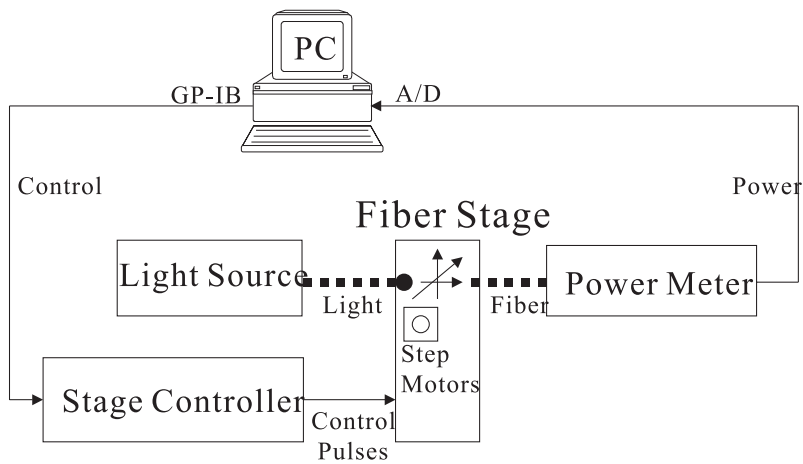 PC
GP-IB
A/D
Control
Power
Fiber Stage
Light Source
Light
Fiber
Power Meter
Step
Motors
Stage Controller
Control
Pulses